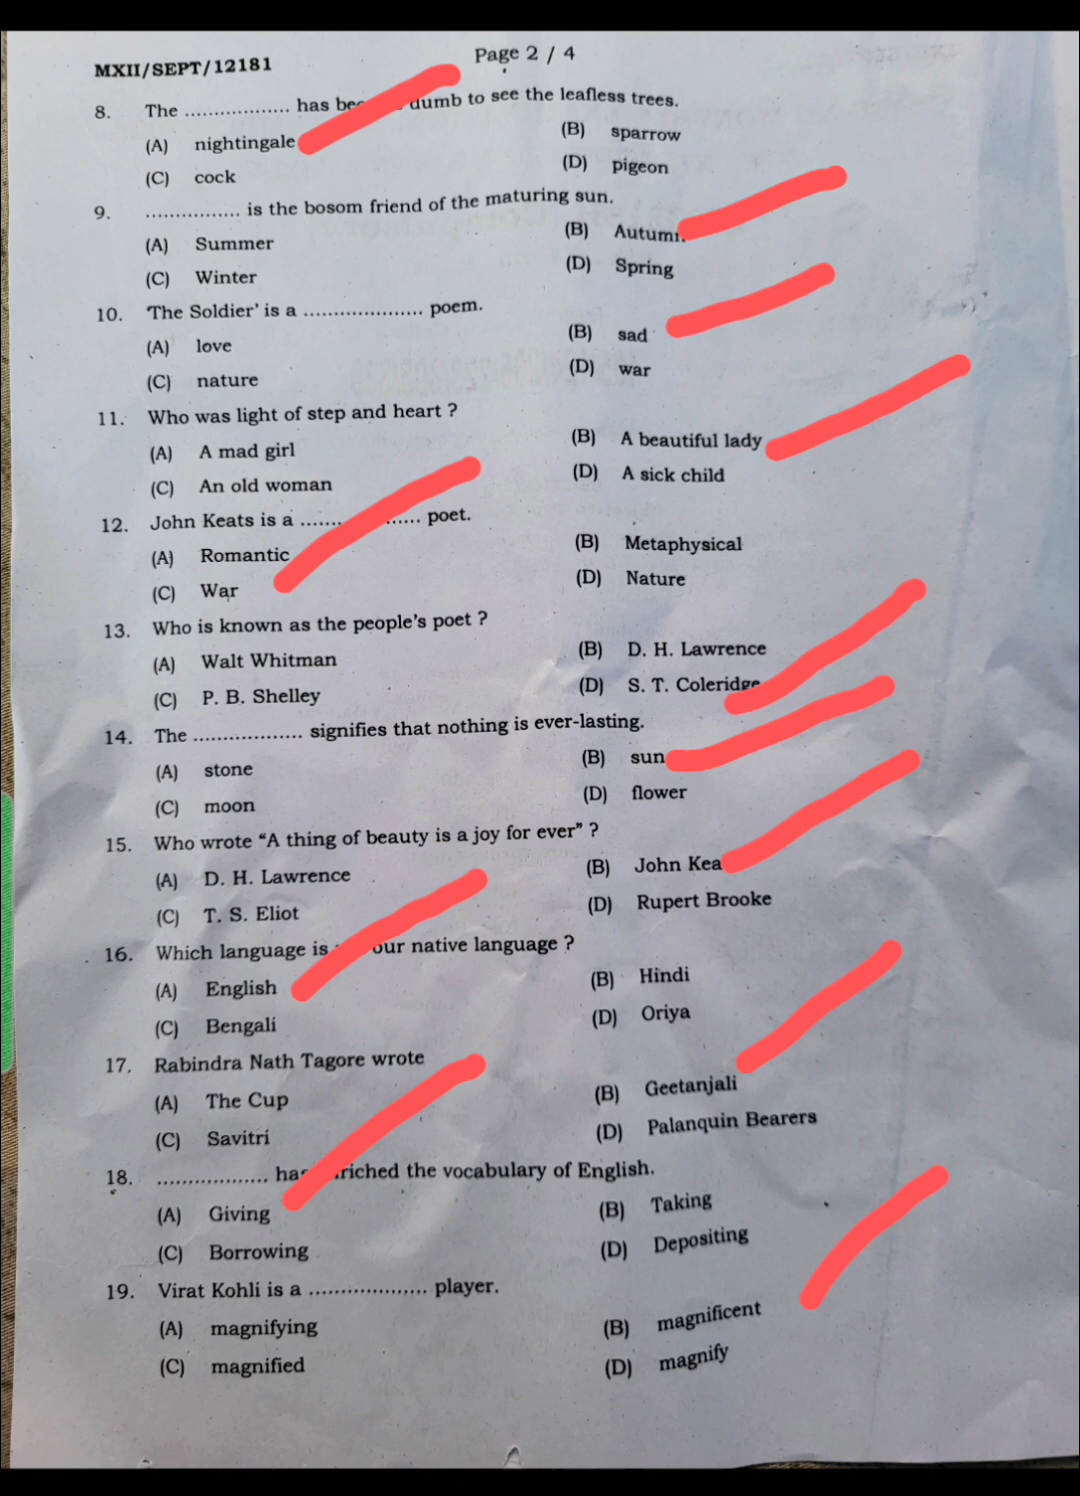 MXII/SEPT/12181
Page 2 / 4
8. The .................. has dumb to see the leafless trees.
(A) nightingale
(B) sparrow
(C) cock
(D) pigeon
9. ................ is the bosom friend of the maturing sun.
(A) Summer
(B)
(C) Winter
(D) Spring
10. 'The Soldier' is a .................... poem.
(A) love
(B) sad
(C) nature
(D) war
11. Who was light of step and heart ?
(A) A mad girl
(B) A beautiful lady
(C) An old woman
(D) A sick child
12. John Keats is a ....... ...... poet.
(A) Romantic
(B) Metaphysical
(C) War
(D) Nature
13. Who is known as the people's poet ?
(A) Walt Whitman
(B) D. H. Lawrence
(C) P. B. Shelley
(D) S. T. Coleridge
14. The .................. signifies that nothing is ever-lasting.
(A) stone
(B) sun
(C) moon
(D) flower
15. Who wrote "A thing of beauty is a joy for ever" ?
(A) D. H. Lawrence
(B) John
(C) T. S. Eliot
(D) Rupert Brooke
16. Which language is our native language ?
(A) English
(B) Hindi
(C) Bengali
(D) Oriya
17. Rabindra Nath Tagore wrote
(A) The Cup
(B) Geetanjali
(C) Savitri
(D) Palanquin Bearers
18. .................. the vocabulary of English.
(A) Giving
(B) Taking
(C) Borrowing
(D) Depositing
19. Virat Kohli is a ................... player.
(A) magnifying
(B) magnificent
(C) magnified
(D) magnify